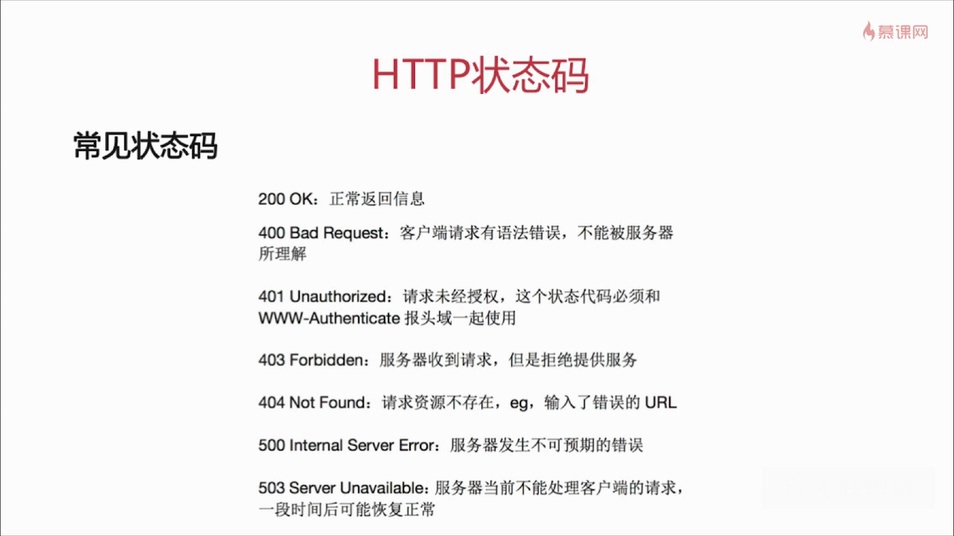 慕课网
HTTP状态码
常见状态码
200 OK：正常返回信息
400 Bad Request：客户端请求有语法错误，不能被服务器
所理解
401 Unauthorized：请求未经授权，这个状态代码必须和
WWW-Authenticate 报头域一起使用
403 Forbidden：服务器收到请求，但是拒绝提供服务
404 Not Found：请求资源不存在，eg，输入了错误的 URL
500 Internal Server Error：服务器发生不可预期的错误
503 Server Unavailable：服务器当前不能处理客户端的请求，
一段时间后可能恢复正常